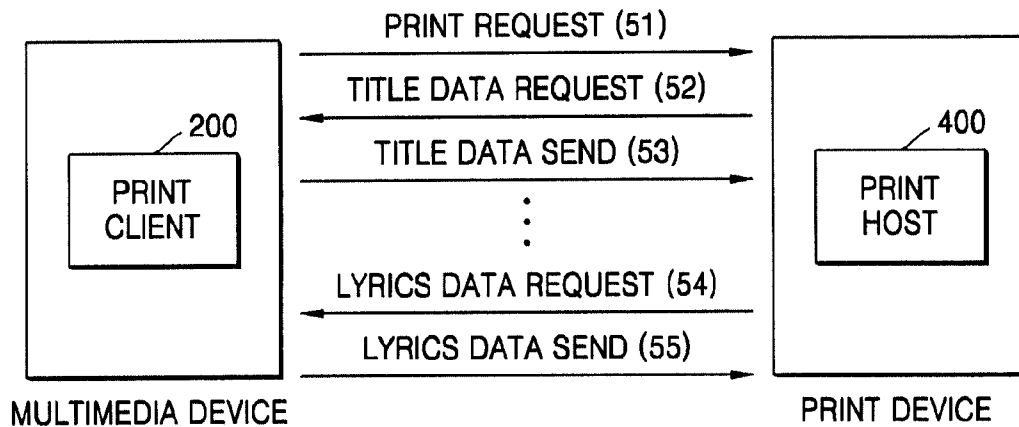 PRINT REQUEST (51)
TITLE DATA REQUEST (52)
200
400
TITLE DATA SEND (53)
PRINT
CLIENT
PRINT
HOST
LYRICS DATA REQUEST (54)
LYRICS DATA SEND (55)
MULTIMEDIA DEVICE
PRINT DEVICE